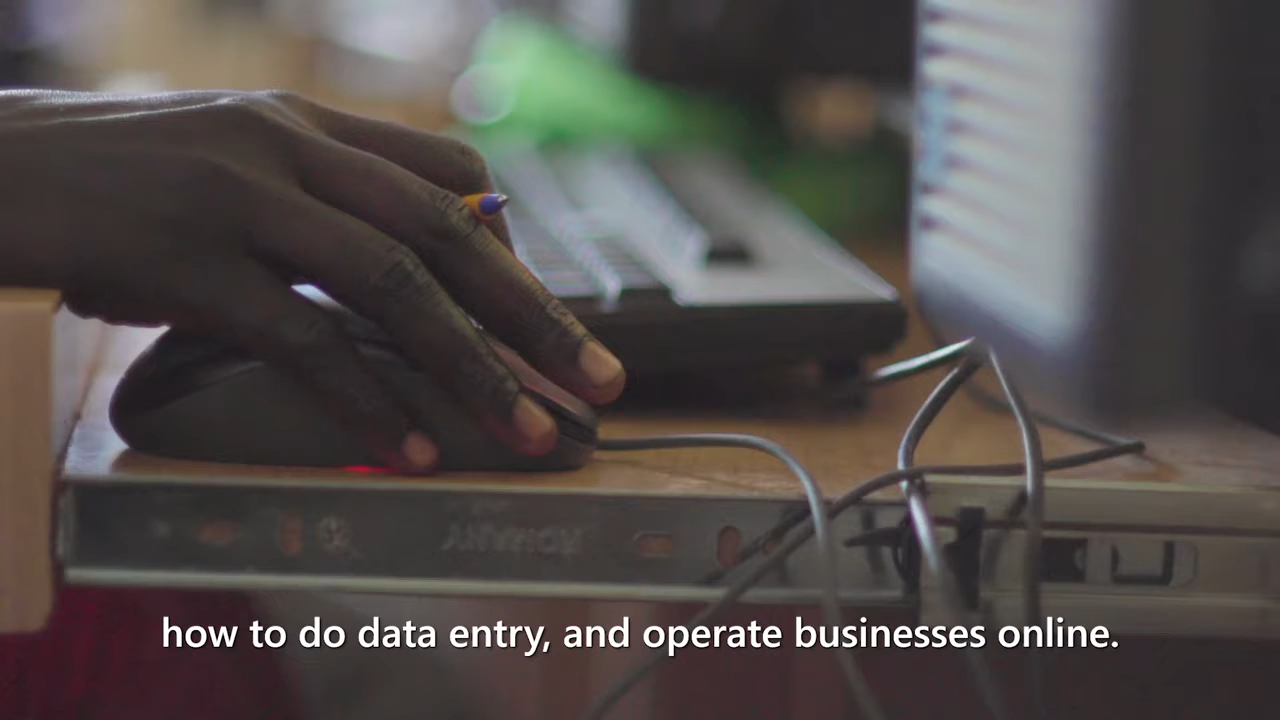 how to do data entry, and operate businesses online.